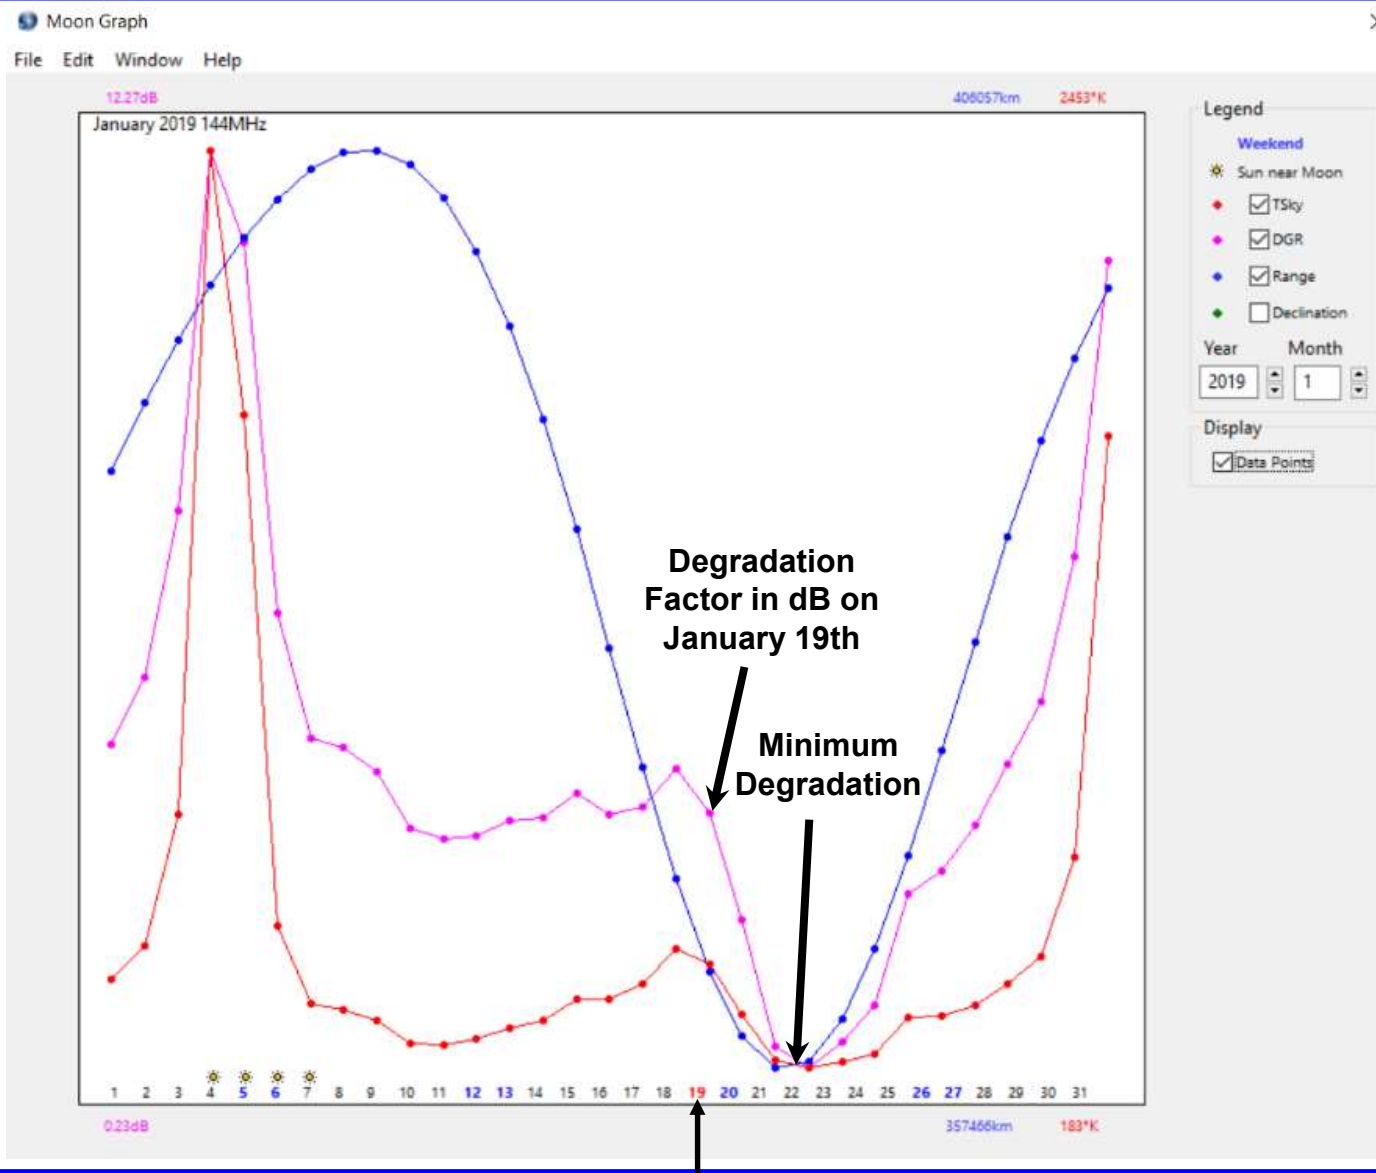 Moon Graph
File Edit Window Help
12.27dB 406057km 2453°K
January 2019 144MHz
Legend
Weekend
Sun near Moon
TSky
DGR
Range
Declination
Year Month
2019 1
Display
Data Points
Degradation
Factor in dB on
January 19th
Minimum
Degradation
1 2 3 4 5 6 7 8 9 10 11 12 13 14 15 16 17 18 19 20 21 22 23 24 25 26 27 28 29 30 31
0.23dB 357466km 183°K